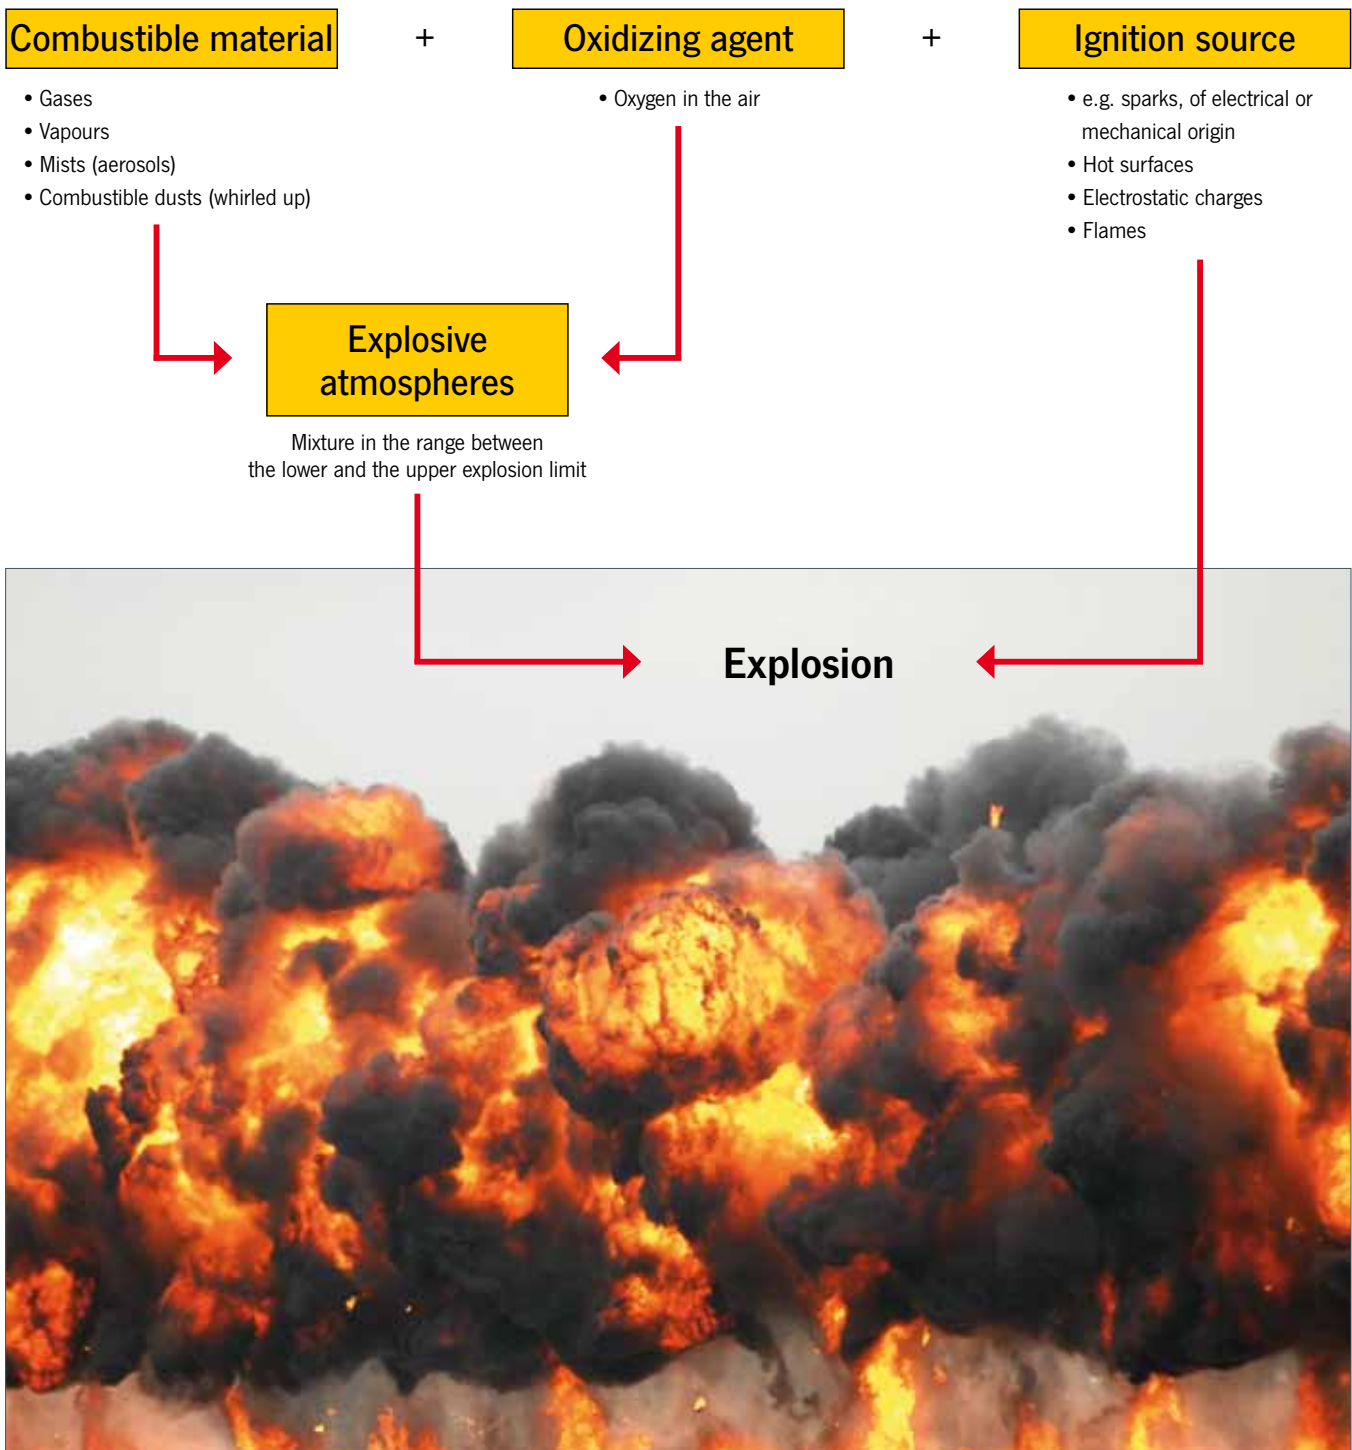 Combustible material + Oxidizing agent + Ignition source
• Gases
• Vapours
• Mists (aerosols)
• Combustible dusts (whirled up)
• Oxygen in the air
• e.g. sparks, of electrical or
mechanical origin
• Hot surfaces
• Electrostatic charges
• Flames
Explosive
atmospheres
Mixture in the range between
the lower and the upper explosion limit
Explosion